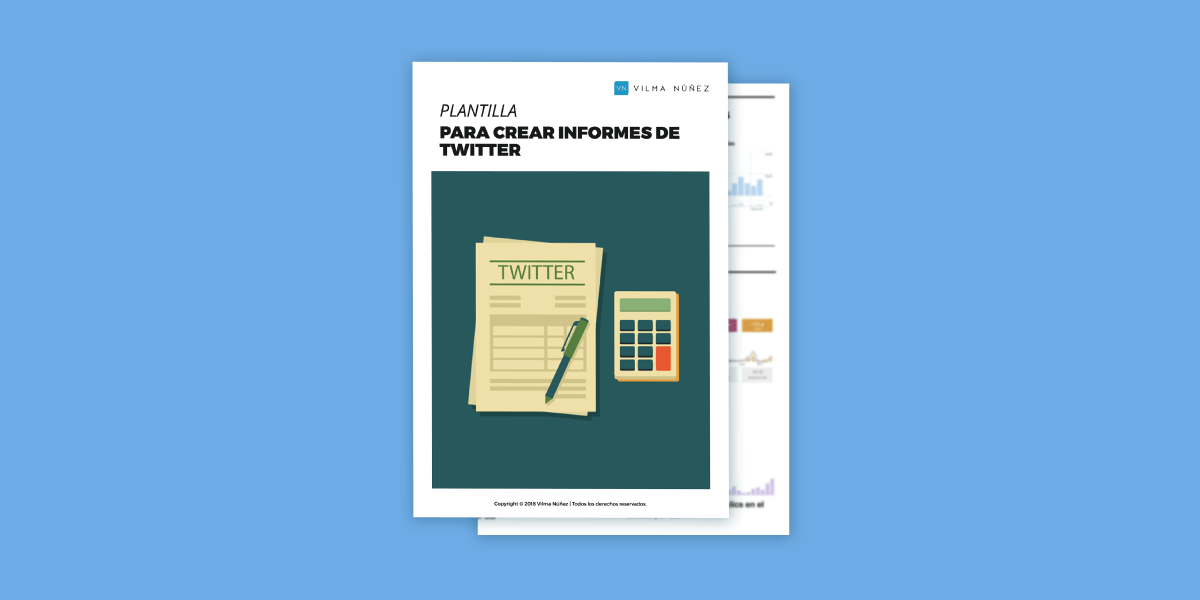 VN VILMA NÚÑEZ
PLANTILLA
PARA CREAR INFORMES DE
TWITTER
TWITTER
Copyright © 2018 Vilma Núñez | Todos los derechos reservados.